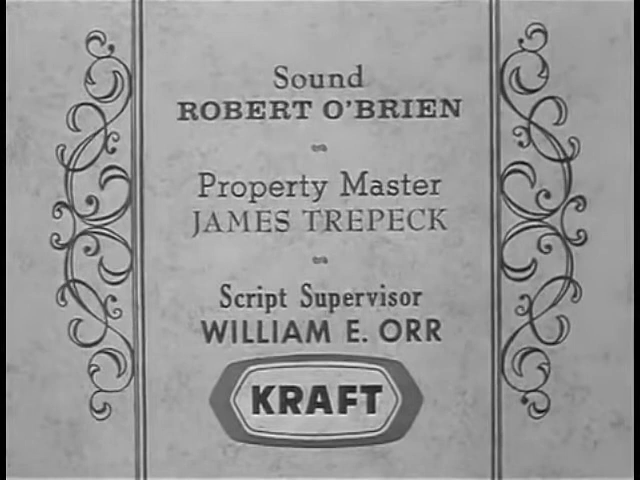 Sound
ROBERT O'BRIEN
Property Master
JAMES TREPECK
Script Supervisor
WILLIAM E. ORR
KRAFT